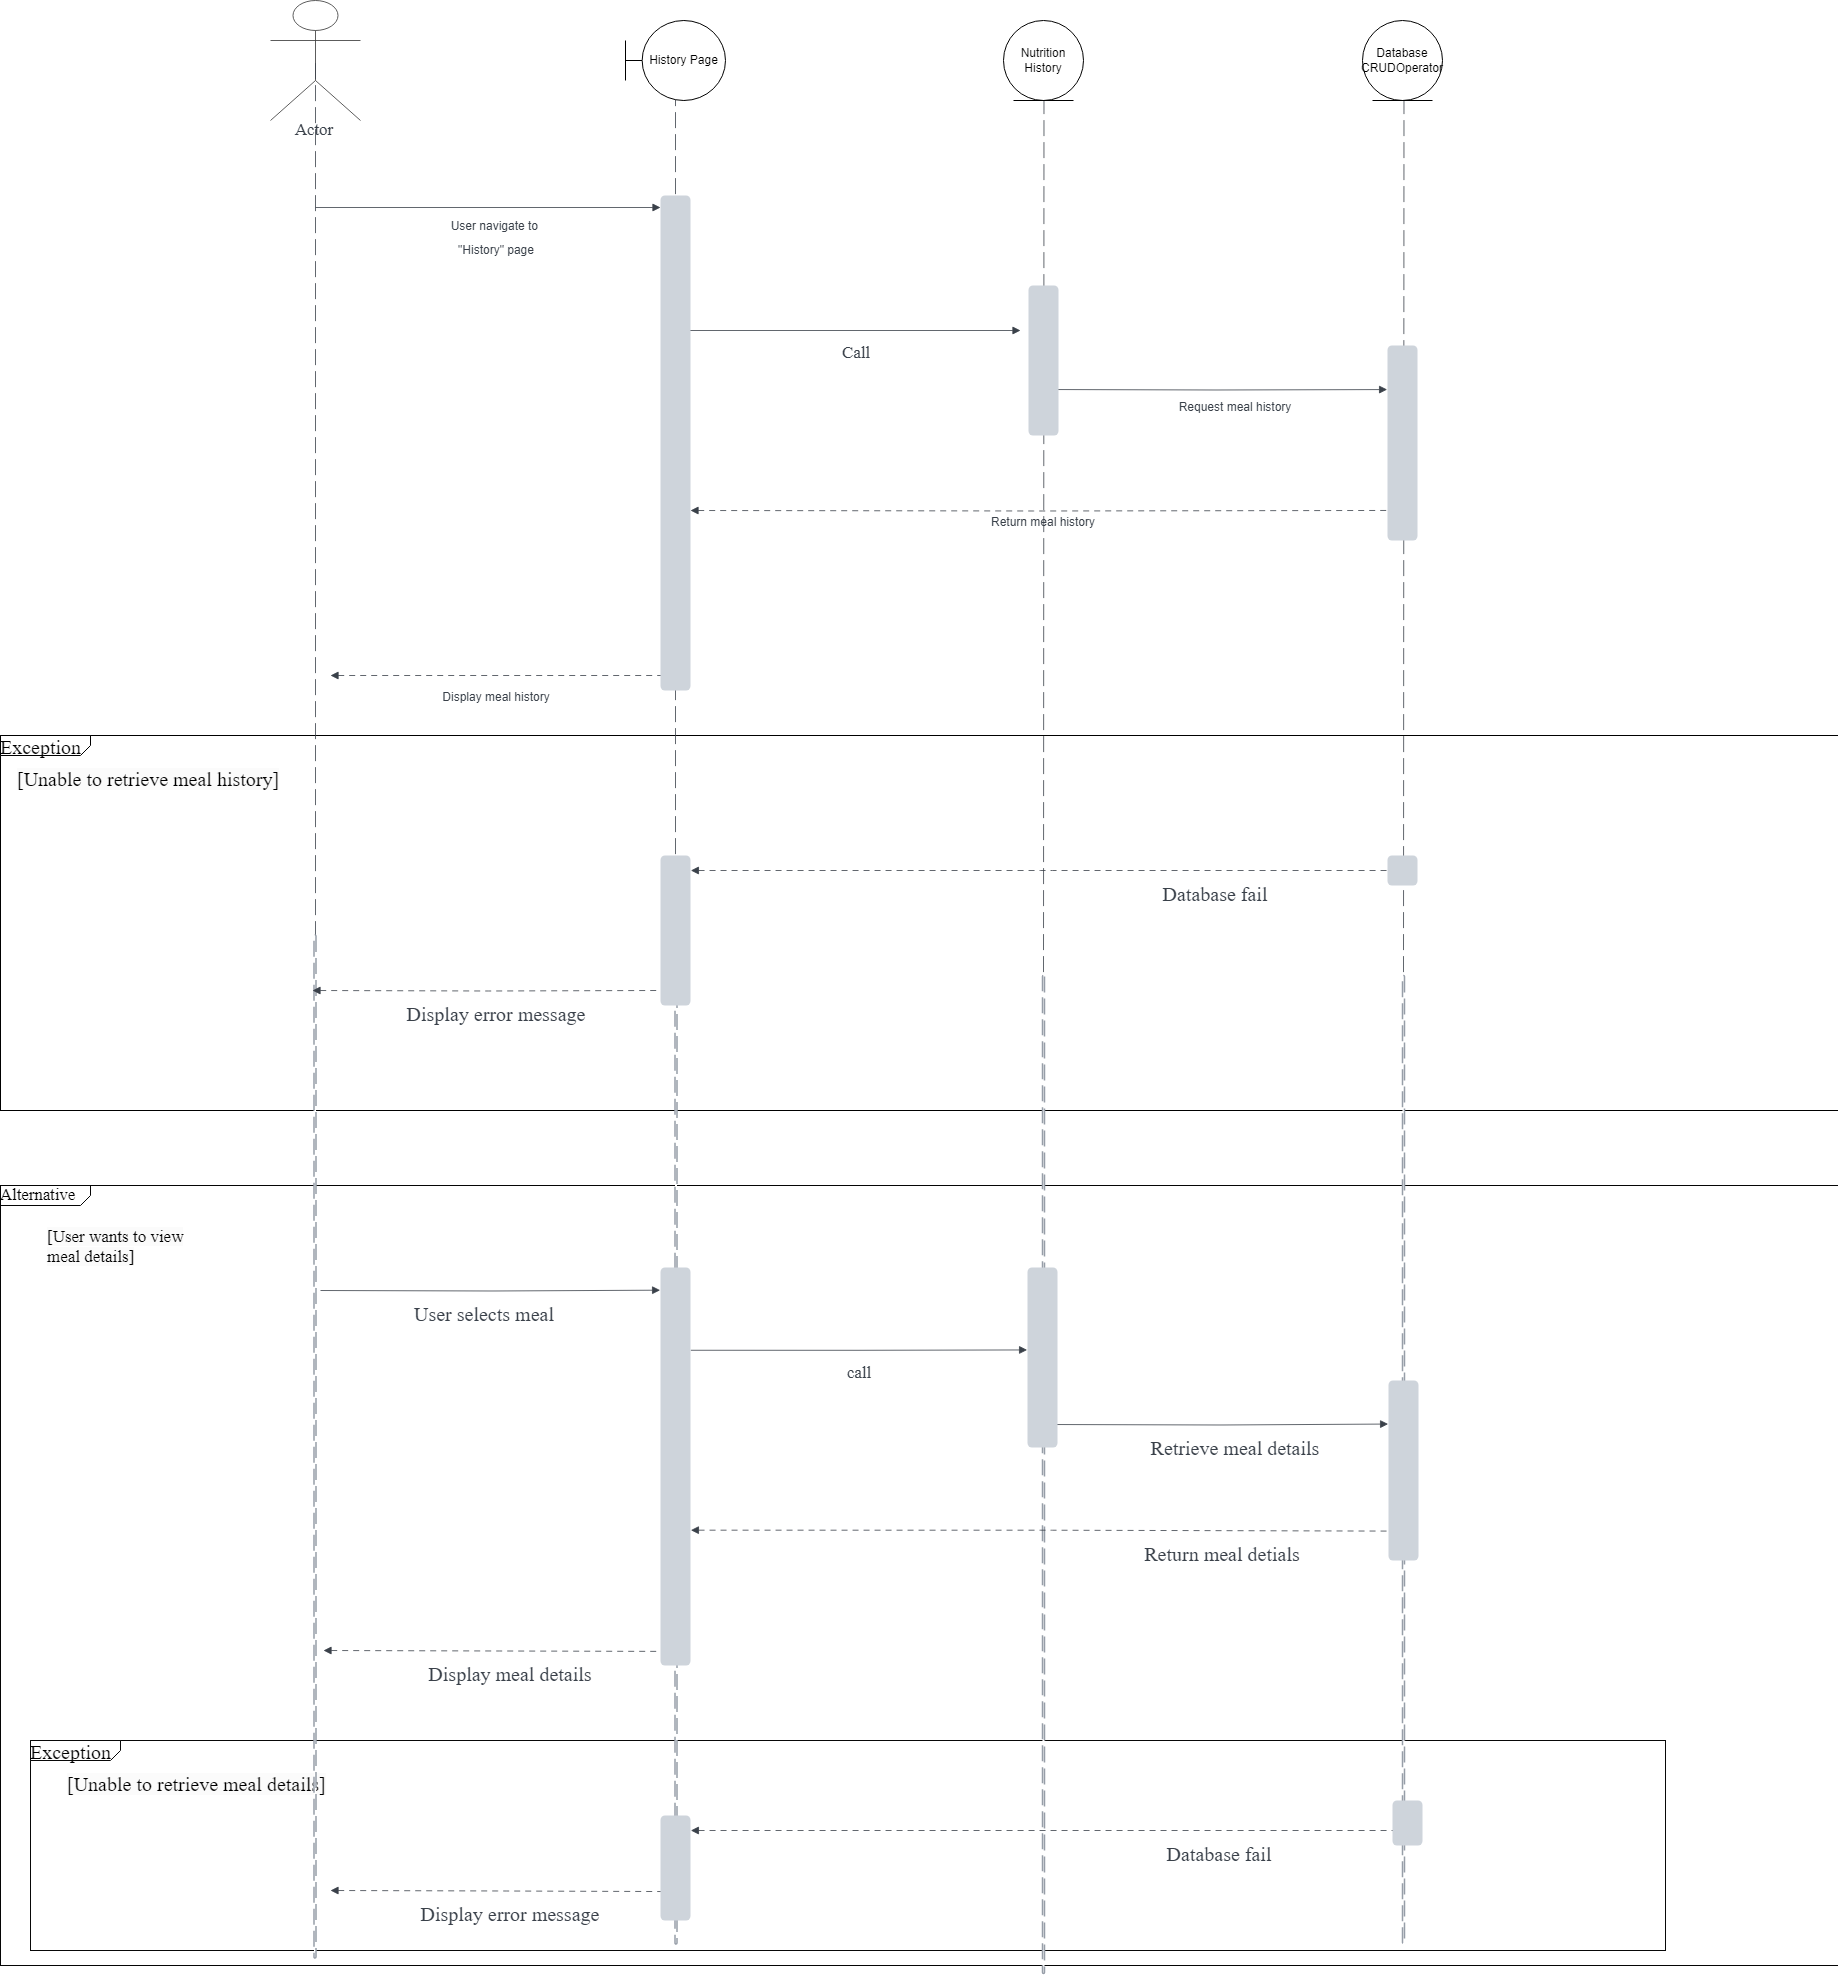 History Page
Nutrition
History
Database
CRUDOperator
Actor
User navigate to
"History" page
Call
Request meal history
Return meal history
Display meal history
Exception
[Unable to retrieve meal history]
Database fail
Display error message
Alternative
[User wants to view
meal details]
User selects meal
call
Retrieve meal details
Return meal detials
Display meal details
Exception
[Unable to retrieve meal details]
Database fail
Display error message